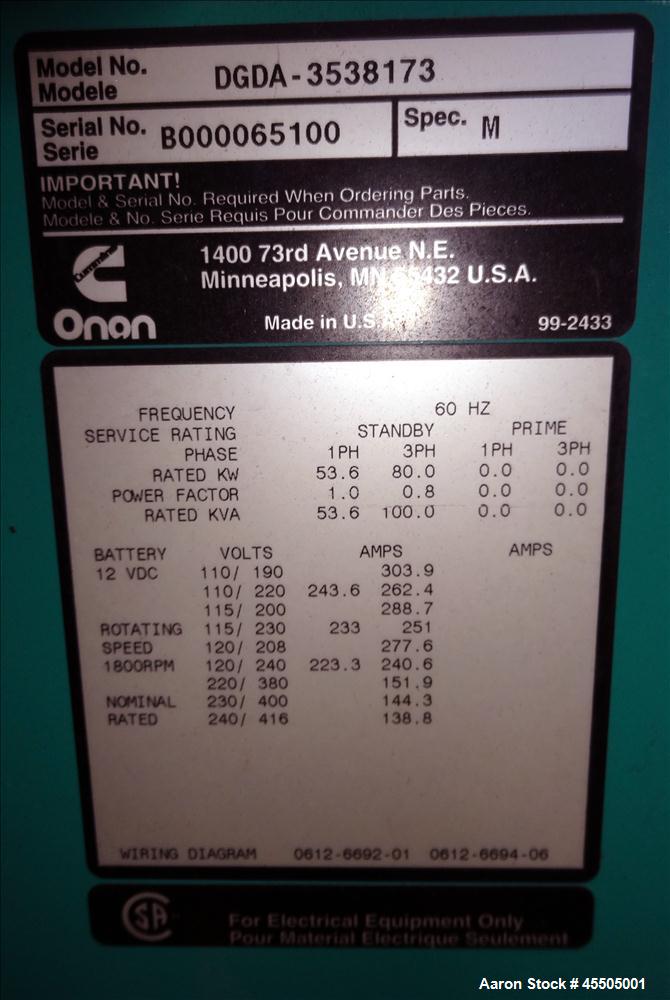 Model No. DGDA-3538173
Modele
Serial No. B000065100 Spec. M
Serie
IMPORTANT!
Model & Serial No. Required When Ordering Parts.
Modele & No. Serie Requis Pour Commander Des Pieces.
Cummins
Onan
1400 73rd Avenue N.E.
Minneapolis, MN 55432 U.S.A.
Made in U.S. 99-2433
FREQUENCY 60 HZ
SERVICE RATING STANDBY PRIME
PHASE 1PH 3PH 1PH 3PH
RATED KW 53.6 80.0 0.0 0.0
POWER FACTOR 1.0 0.8 0.0 0.0
RATED KVA 53.6 100.0 0.0 0.0
BATTERY VOLTS AMPS AMPS
12 VDC 110/ 190 303.9
110/ 220 243.6 262.4
115/ 200 288.7
ROTATING 115/ 230 233 251
SPEED 120/ 208 277.6
1800RPM 120/ 240 223.3 240.6
220/ 380 151.9
NOMINAL 230/ 400 144.3
RATED 240/ 416 138.8
WIRING DIAGRAM 0612-6692-01 0612-6694-06
SA
For Electrical Equipment Only
Pour Material Electrique Seulement
Aaron Stock # 45505001